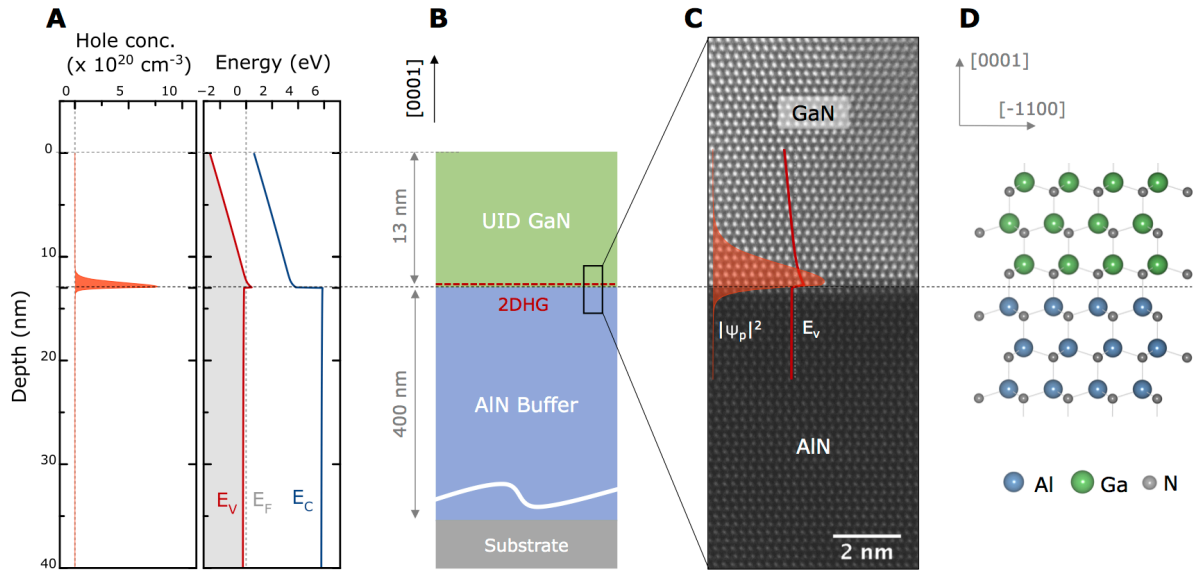 A
Hole conc.
(x 10²⁰ cm⁻³)
0 5 10
Energy (eV)
−2 0 2 4 6
Depth (nm)
0
10
20
30
40
E_V
E_F
E_C
B
[0001]
13 nm
400 nm
UID GaN
2DHG
AlN Buffer
Substrate
C
GaN
|ψ_p|²
E_v
AlN
2 nm
D
[0001]
[-1100]
Al Ga N